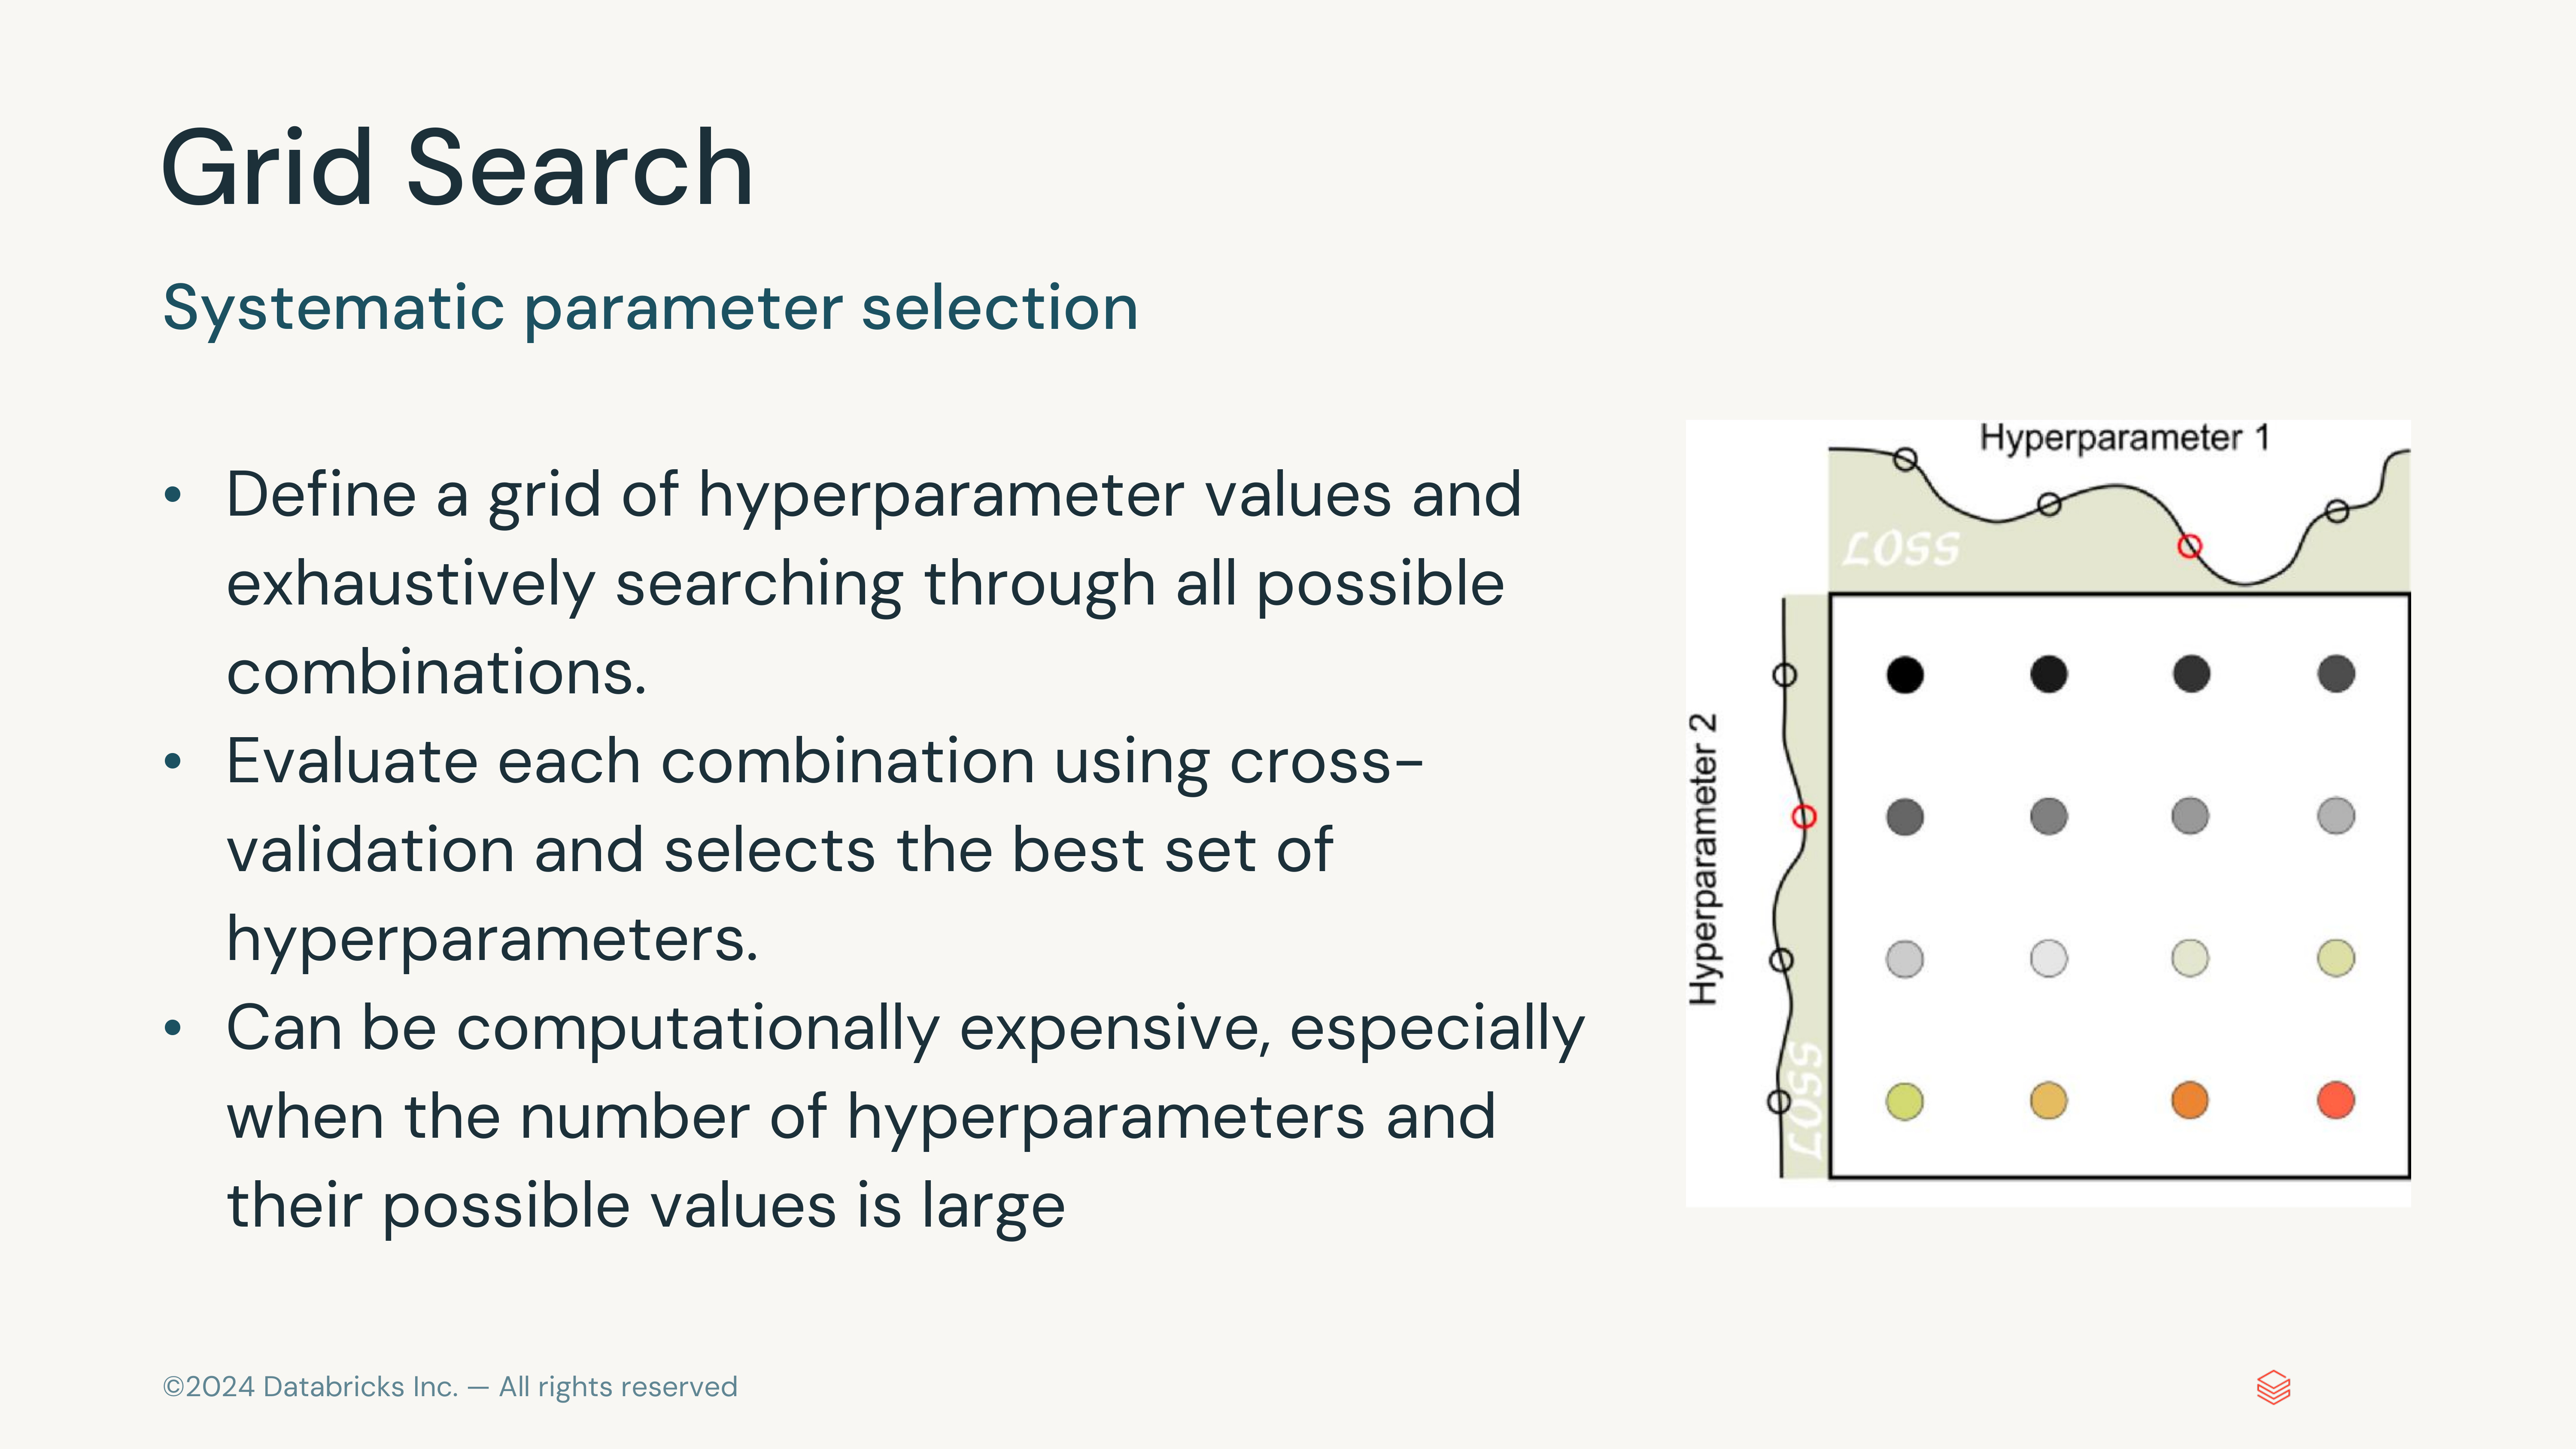 Grid Search
Systematic parameter selection
• Define a grid of hyperparameter values and
exhaustively searching through all possible
combinations.
• Evaluate each combination using cross-
validation and selects the best set of
hyperparameters.
• Can be computationally expensive, especially
when the number of hyperparameters and
their possible values is large
Hyperparameter 1
LOSS
Hyperparameter 2
LOSS
©2024 Databricks Inc. — All rights reserved